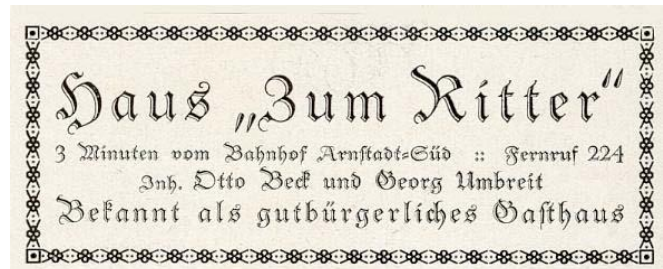 Haus „Zum Ritter“
3 Minuten vom Bahnhof Arnstadt=Süd :: Fernruf 224
Inh. Otto Beck und Georg Umbreit
Bekannt als gutbürgerliches Gasthaus